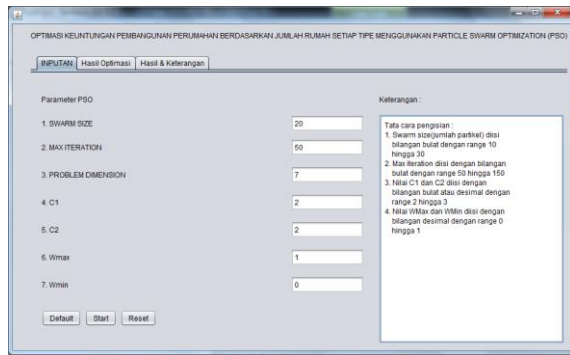 OPTIMASI KEUNTUNGAN PEMBANGUNAN PERUMAHAN BERDASARKAN JUMLAH RUMAH SETIAP TIPE MENGGUNAKAN PARTICLE SWARM OPTIMIZATION (PSO)
INPUTAN Hasil Optimasi Hasil & Keterangan
Parameter PSO
1. SWARM SIZE 20
2. MAX ITERATION 50
3. PROBLEM DIMENSION 7
4. C1 2
5. C2 2
6. Wmax 1
7. Wmin 0
Default Start Reset
Keterangan :
Tata cara pengisian :
1. Swarm size(jumlah partikel) diisi
bilangan bulat dengan range 10
hingga 30
2. Max iteration diisi dengan bilangan
bulat dengan range 50 hingga 150
3. Nilai C1 dan C2 diisi dengan
bilangan bulat atau desimal dengan
range 2 hingga 3
4. Nilai WMax dan WMin diisi dengan
bilangan desimal dengan range 0
hingga 1